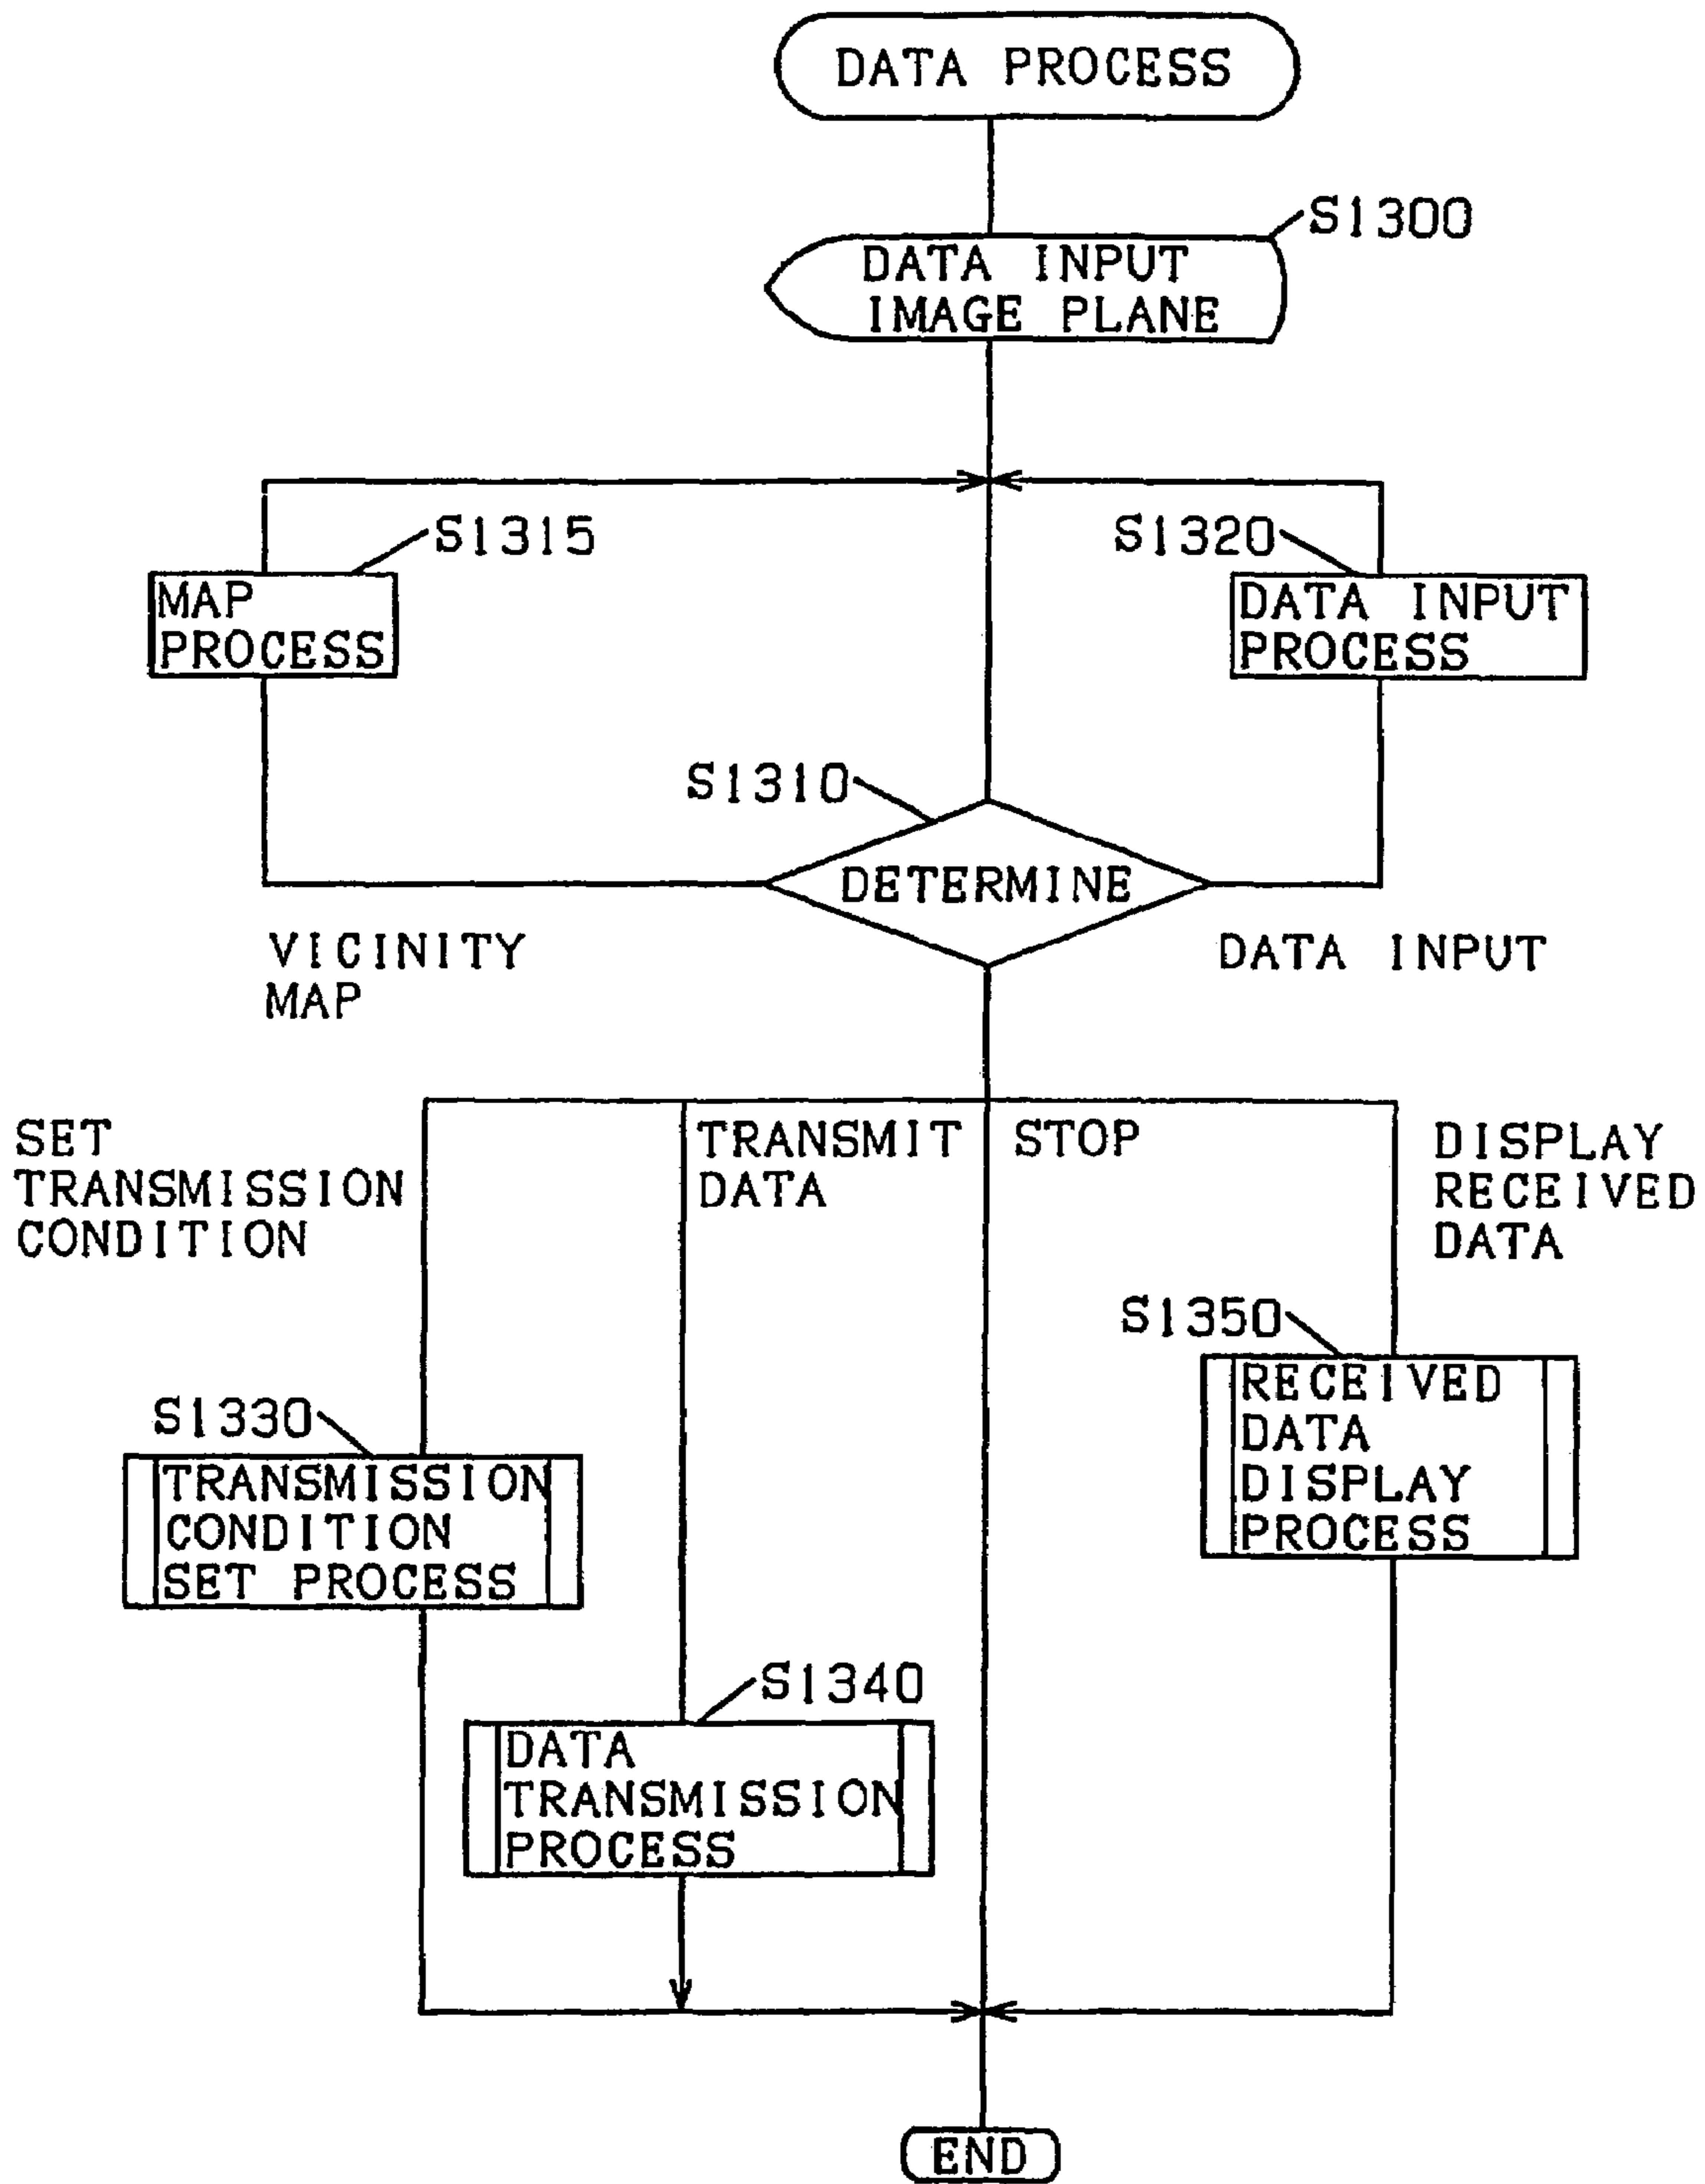 DATA PROCESS
S1300
DATA INPUT
IMAGE PLANE
S1315
S1320
MAP
PROCESS
DATA INPUT
PROCESS
S1310
DETERMINE
VICINITY
MAP
DATA INPUT
SET
TRANSMISSION
CONDITION
TRANSMIT
DATA
STOP
DISPLAY
RECEIVED
DATA
S1350
RECEIVED
DATA
DISPLAY
PROCESS
S1330
TRANSMISSION
CONDITION
SET PROCESS
S1340
DATA
TRANSMISSION
PROCESS
END